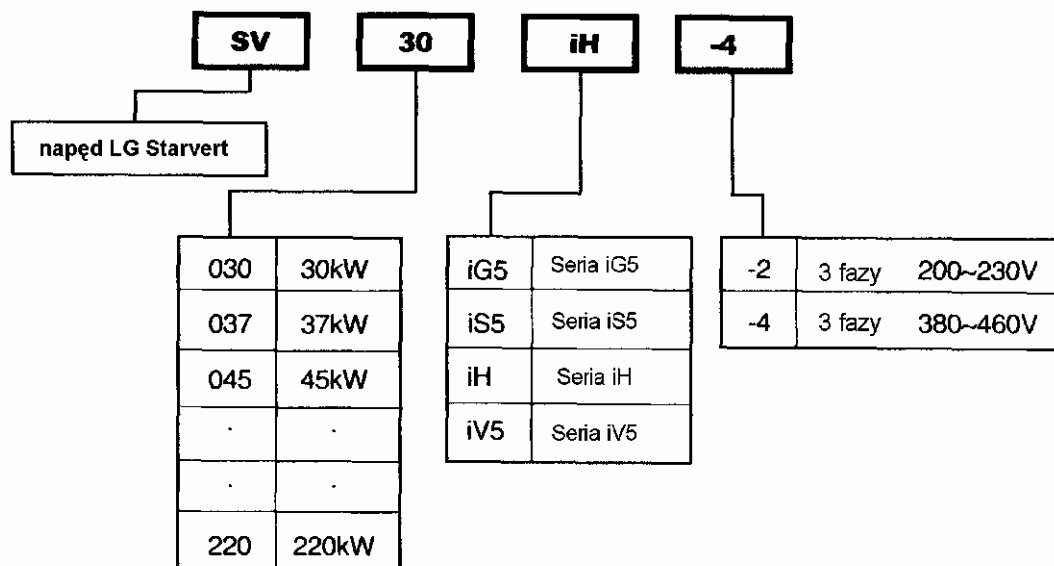 SV 30 iH -4
napęd LG Starvert
030 30kW
037 37kW
045 45kW
. .
. .
220 220kW
iG5 Seria iG5
iS5 Seria iS5
iH Seria iH
iV5 Seria iV5
-2 3 fazy 200~230V
-4 3 fazy 380~460V